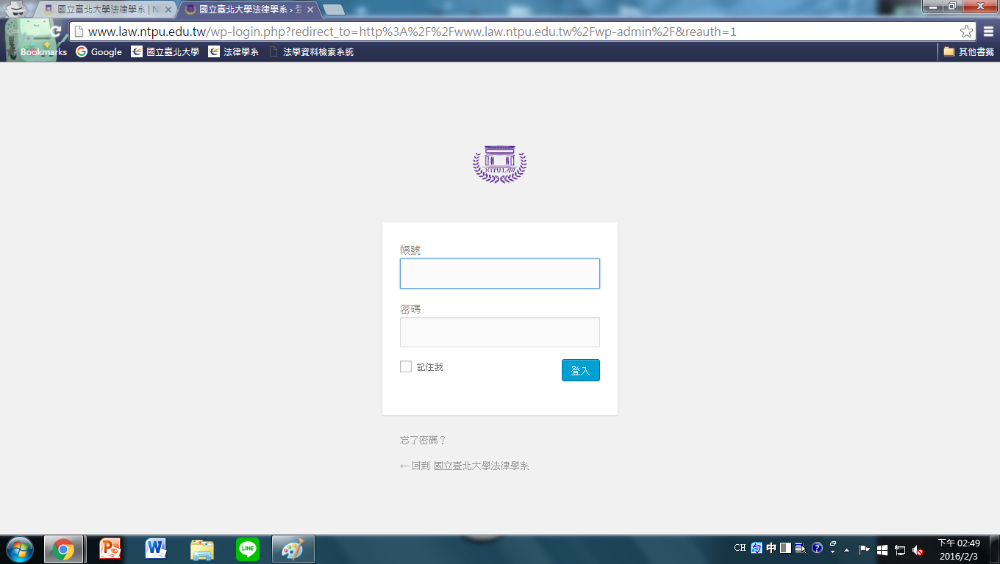 國立臺北大學法律學系 | N
國立臺北大學法律學系 › 登
www.law.ntpu.edu.tw/wp-login.php?redirect_to=http%3A%2F%2Fwww.law.ntpu.edu.tw%2Fwp-admin%2F&reauth=1
Bookmarks Google 國立臺北大學 法律學系 法學資料檢索系統 其他書籤
NTPU LAW
帳號
密碼
記住我 登入
忘了密碼？
← 回到 國立臺北大學法律學系
LINE
CH 中
下午 02:49
2016/2/3